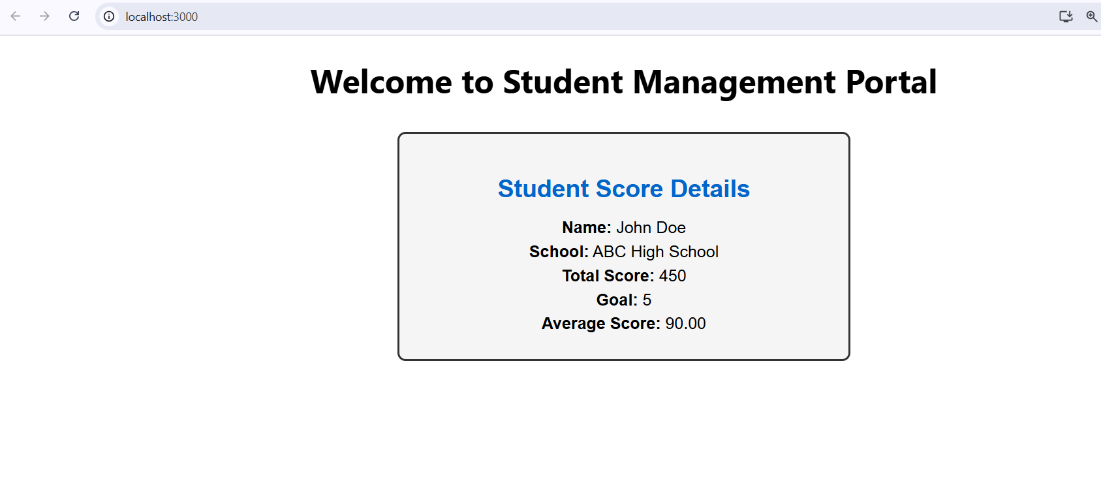 localhost:3000
Welcome to Student Management Portal
Student Score Details
Name: John Doe
School: ABC High School
Total Score: 450
Goal: 5
Average Score: 90.00